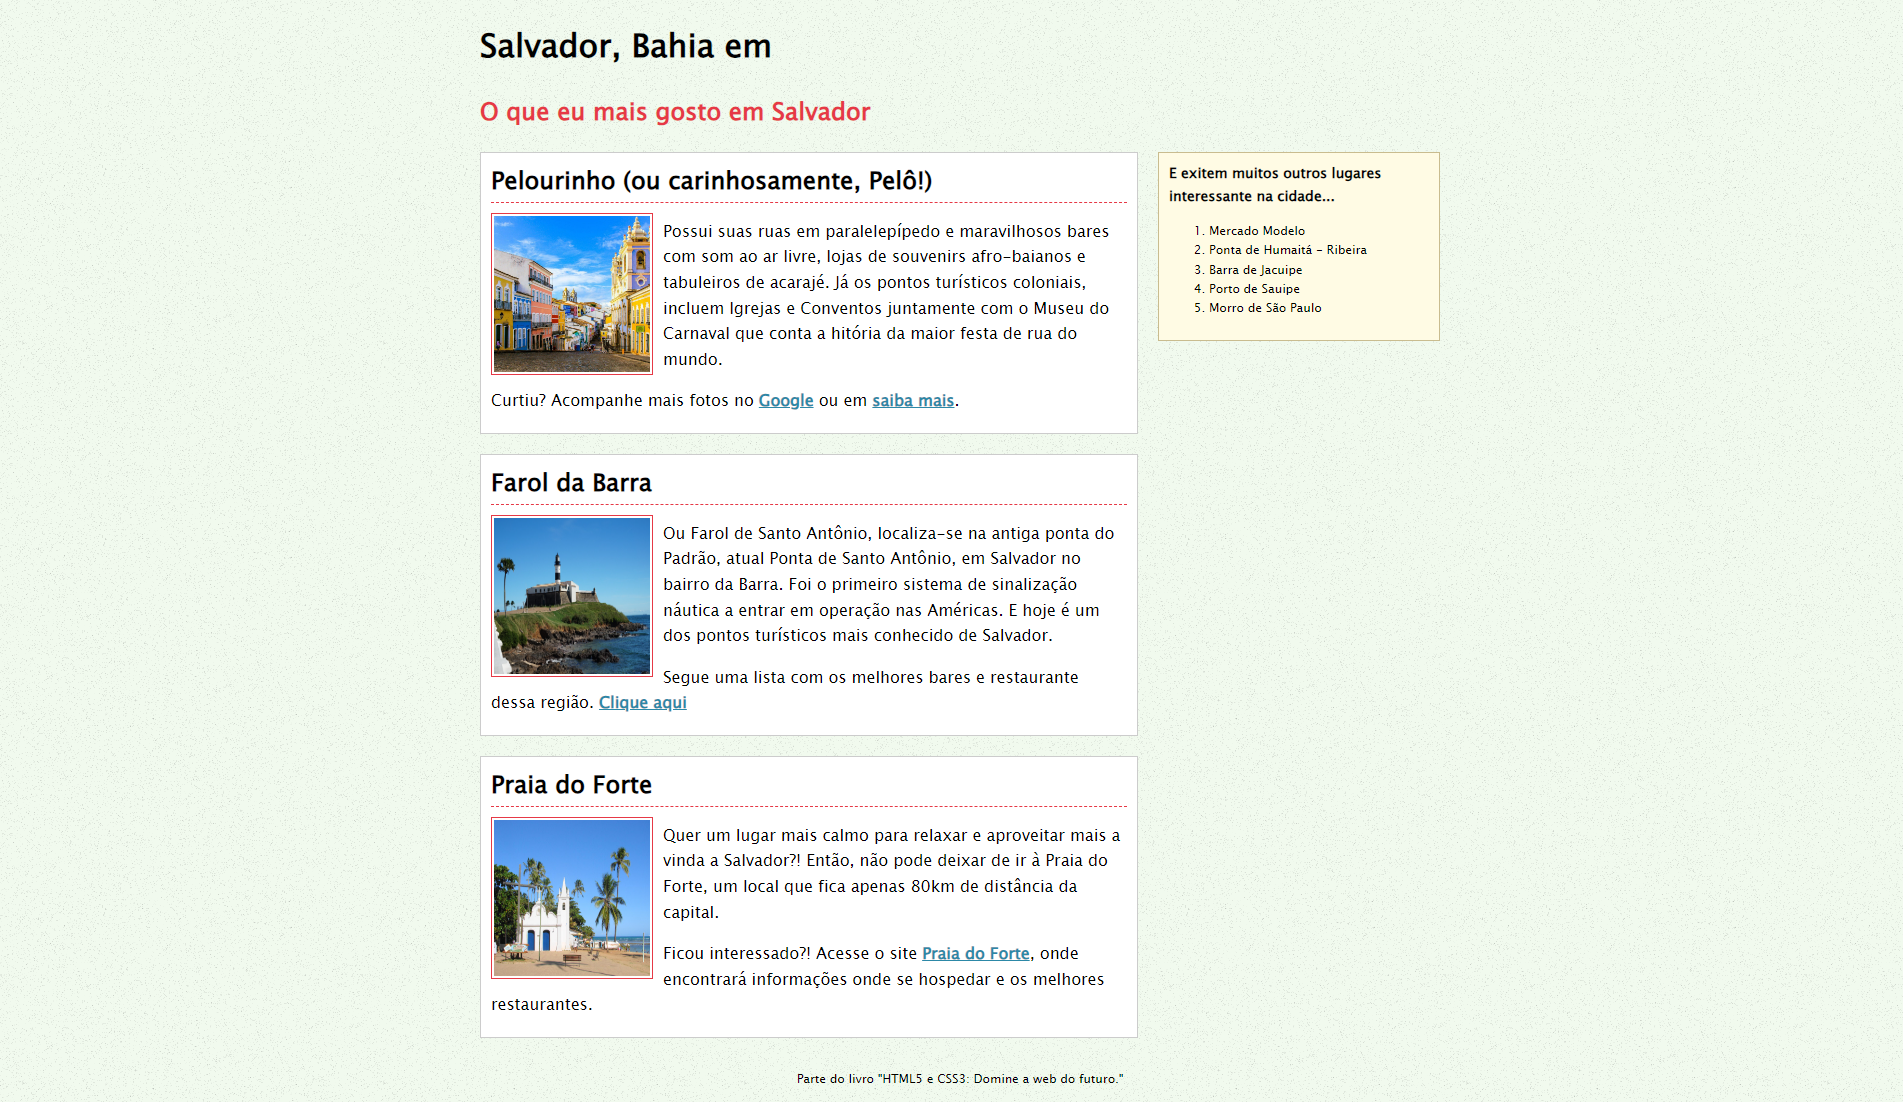 Salvador, Bahia em
O que eu mais gosto em Salvador
Pelourinho (ou carinhosamente, Pelô!)
Possui suas ruas em paralelepípedo e maravilhosos bares
com som ao ar livre, lojas de souvenirs afro-baianos e
tabuleiros de acarajé. Já os pontos turísticos coloniais,
incluem Igrejas e Conventos juntamente com o Museu do
Carnaval que conta a hitória da maior festa de rua do
mundo.
Curtiu? Acompanhe mais fotos no Google ou em saiba mais.
Farol da Barra
Ou Farol de Santo Antônio, localiza-se na antiga ponta do
Padrão, atual Ponta de Santo Antônio, em Salvador no
bairro da Barra. Foi o primeiro sistema de sinalização
náutica a entrar em operação nas Américas. E hoje é um
dos pontos turísticos mais conhecido de Salvador.
Segue uma lista com os melhores bares e restaurante
dessa região. Clique aqui
Praia do Forte
Quer um lugar mais calmo para relaxar e aproveitar mais a
vinda a Salvador?! Então, não pode deixar de ir à Praia do
Forte, um local que fica apenas 80km de distância da
capital.
Ficou interessado?! Acesse o site Praia do Forte, onde
encontrará informações onde se hospedar e os melhores
restaurantes.
E exitem muitos outros lugares
interessante na cidade...
1. Mercado Modelo
2. Ponta de Humaitá - Ribeira
3. Barra de Jacuipe
4. Porto de Sauipe
5. Morro de São Paulo
Parte do livro "HTML5 e CSS3: Domine a web do futuro."